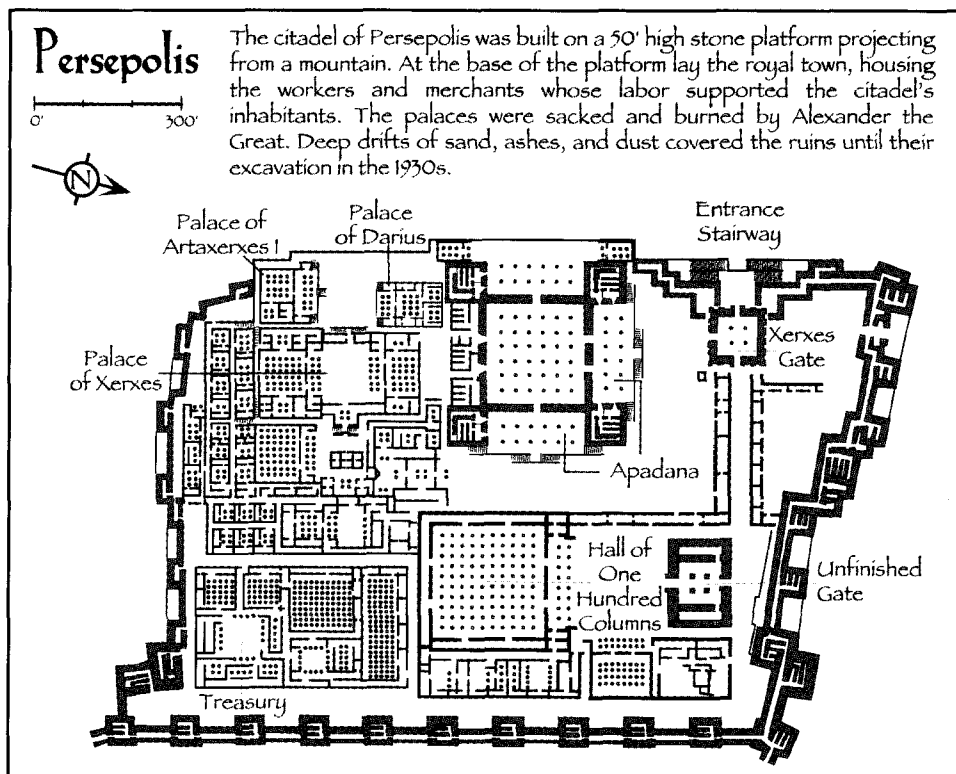 Persepolis
0' 300'
N
The citadel of Persepolis was built on a 50' high stone platform projecting
from a mountain. At the base of the platform lay the royal town, housing
the workers and merchants whose labor supported the citadel's
inhabitants. The palaces were sacked and burned by Alexander the
Great. Deep drifts of sand, ashes, and dust covered the ruins until their
excavation in the 1930s.
Palace of
Artaxerxes I
Palace
of Darius
Entrance
Stairway
Palace
of Xerxes
Xerxes
Gate
Apadana
Hall of
One
Hundred
Columns
Unfinished
Gate
Treasury